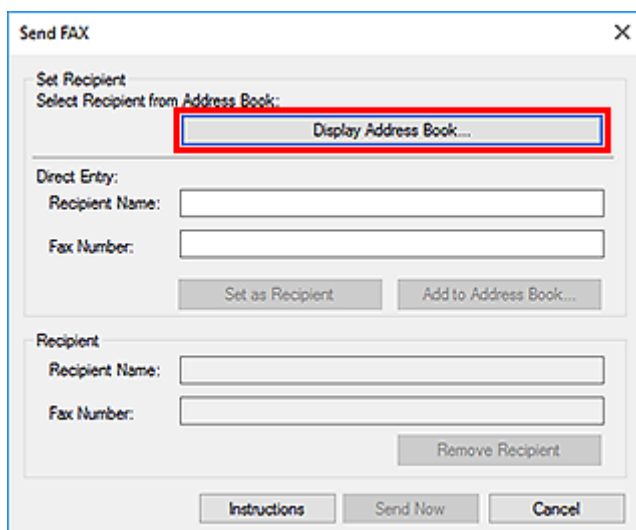 Send FAX
Set Recipient
Select Recipient from Address Book:
Display Address Book...
Direct Entry:
Recipient Name:
Fax Number:
Set as Recipient Add to Address Book...
Recipient
Recipient Name:
Fax Number:
Remove Recipient
Instructions Send Now Cancel